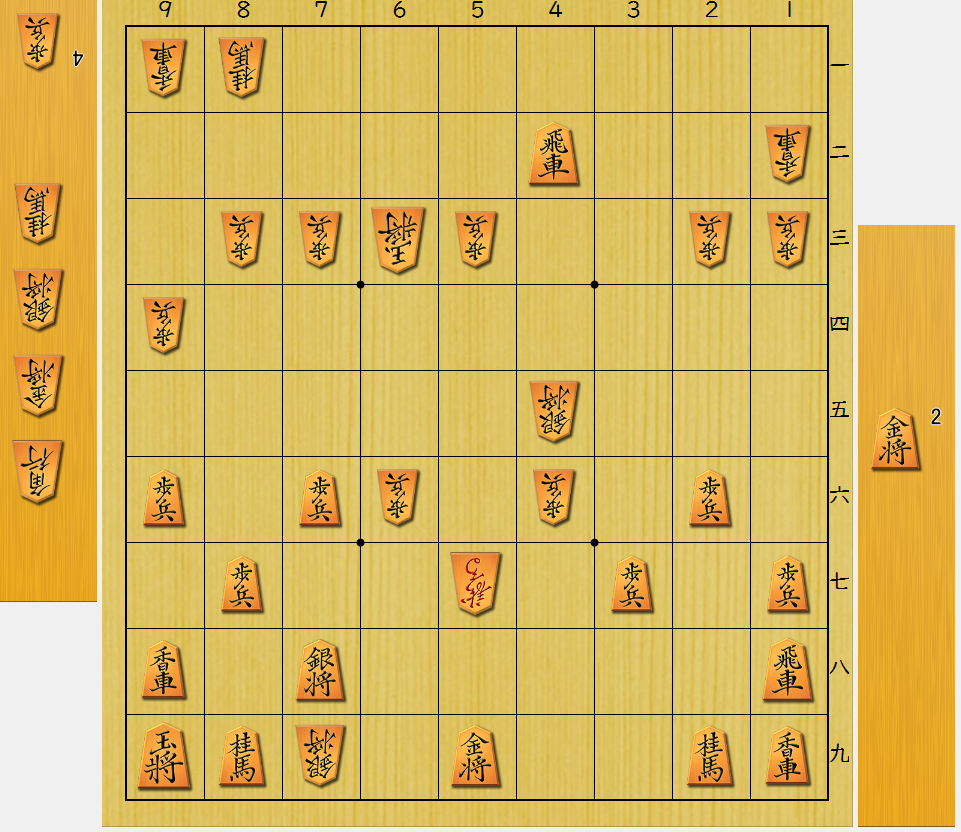 9 8 7 6 5 4 3 2 1
香車 桂馬 一
飛車 香車 二
歩兵 歩兵 玉将 歩兵 歩兵 歩兵 三
歩兵 四
銀将 五
歩兵 歩兵 歩兵 歩兵 歩兵 六
歩兵 龍馬 歩兵 歩兵 七
香車 銀将 飛車 八
玉将 桂馬 銀将 金将 桂馬 香車 九
歩兵 4
桂馬
銀将
金将
角行
金将 2